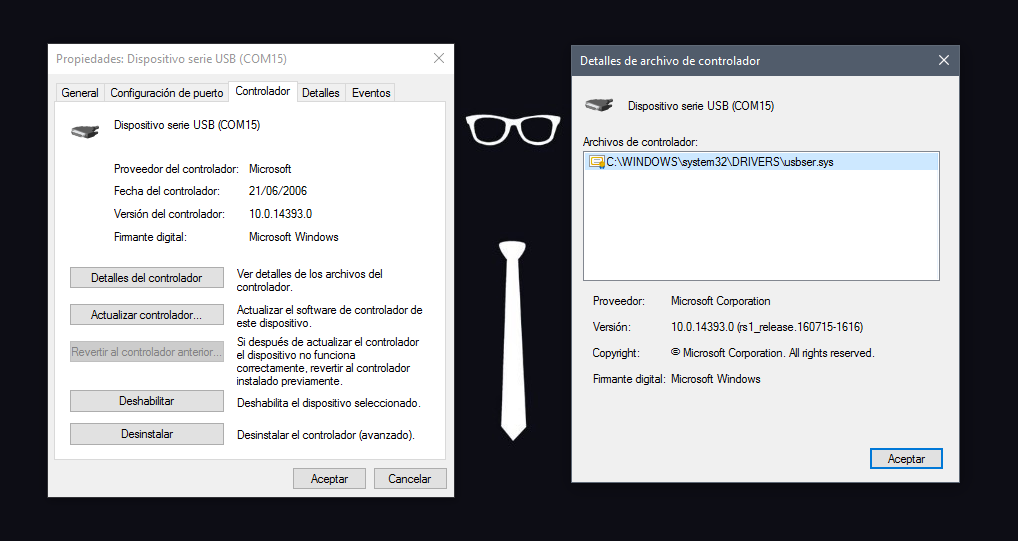 Propiedades: Dispositivo serie USB (COM15)
General
Configuración de puerto
Controlador
Detalles
Eventos
Dispositivo serie USB (COM15)
Proveedor del controlador: Microsoft
Fecha del controlador: 21/06/2006
Versión del controlador: 10.0.14393.0
Firmante digital: Microsoft Windows
Detalles del controlador
Ver detalles de los archivos del
controlador.
Actualizar controlador...
Actualizar el software de controlador de
este dispositivo.
Revertir al controlador anterior...
Si después de actualizar el controlador
el dispositivo no funciona
correctamente, revertir al controlador
instalado previamente.
Deshabilitar
Deshabilita el dispositivo seleccionado.
Desinstalar
Desinstalar el controlador (avanzado).
Aceptar
Cancelar
Detalles de archivo de controlador
Dispositivo serie USB (COM15)
Archivos de controlador:
C:\WINDOWS\system32\DRIVERS\usbser.sys
Proveedor: Microsoft Corporation
Versión: 10.0.14393.0 (rs1_release.160715-1616)
Copyright: © Microsoft Corporation. All rights reserved.
Firmante digital: Microsoft Windows
Aceptar